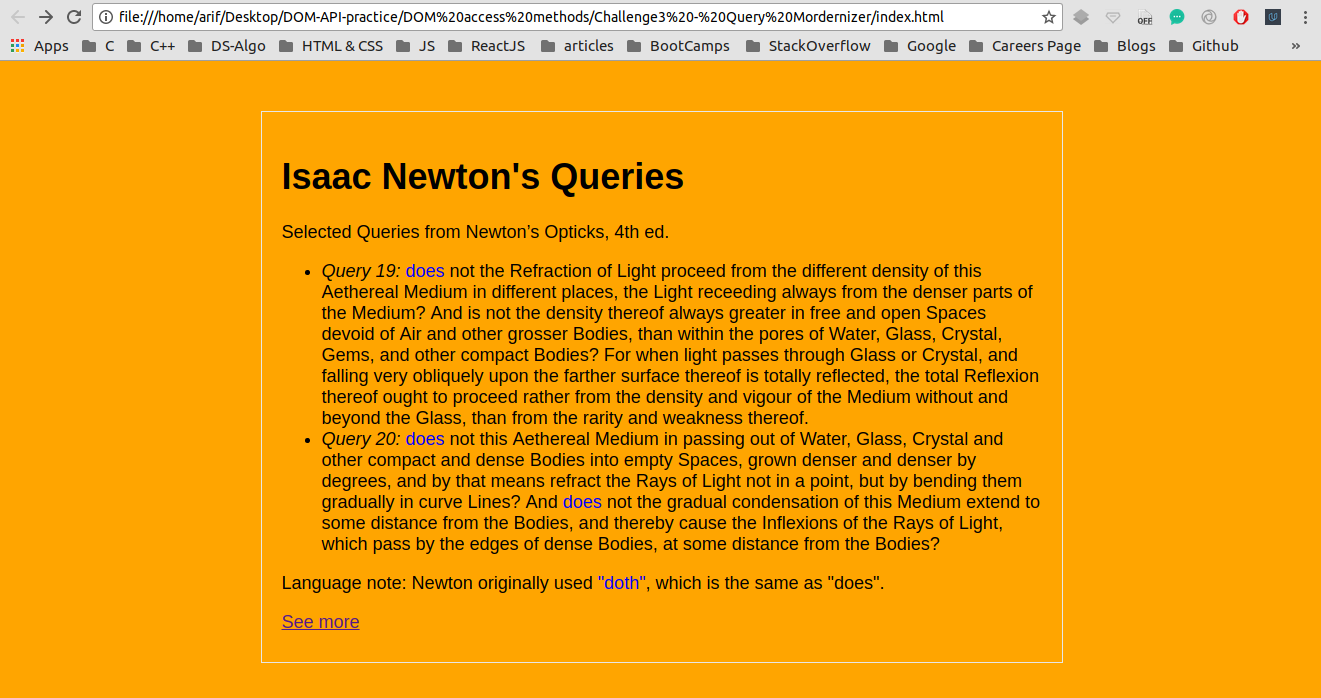 file:///home/arif/Desktop/DOM-API-practice/DOM%20access%20methods/Challenge3%20-%20Query%20Mordernizer/index.html
OFF
Apps C C++ DS-Algo HTML & CSS JS ReactJS articles BootCamps StackOverflow Google Careers Page Blogs Github »
Isaac Newton's Queries
Selected Queries from Newton’s Opticks, 4th ed.
• Query 19: does not the Refraction of Light proceed from the different density of this
Aethereal Medium in different places, the Light receeding always from the denser parts of
the Medium? And is not the density thereof always greater in free and open Spaces
devoid of Air and other grosser Bodies, than within the pores of Water, Glass, Crystal,
Gems, and other compact Bodies? For when light passes through Glass or Crystal, and
falling very obliquely upon the farther surface thereof is totally reflected, the total Reflexion
thereof ought to proceed rather from the density and vigour of the Medium without and
beyond the Glass, than from the rarity and weakness thereof.
• Query 20: does not this Aethereal Medium in passing out of Water, Glass, Crystal and
other compact and dense Bodies into empty Spaces, grown denser and denser by
degrees, and by that means refract the Rays of Light not in a point, but by bending them
gradually in curve Lines? And does not the gradual condensation of this Medium extend to
some distance from the Bodies, and thereby cause the Inflexions of the Rays of Light,
which pass by the edges of dense Bodies, at some distance from the Bodies?
Language note: Newton originally used "doth", which is the same as "does".
See more